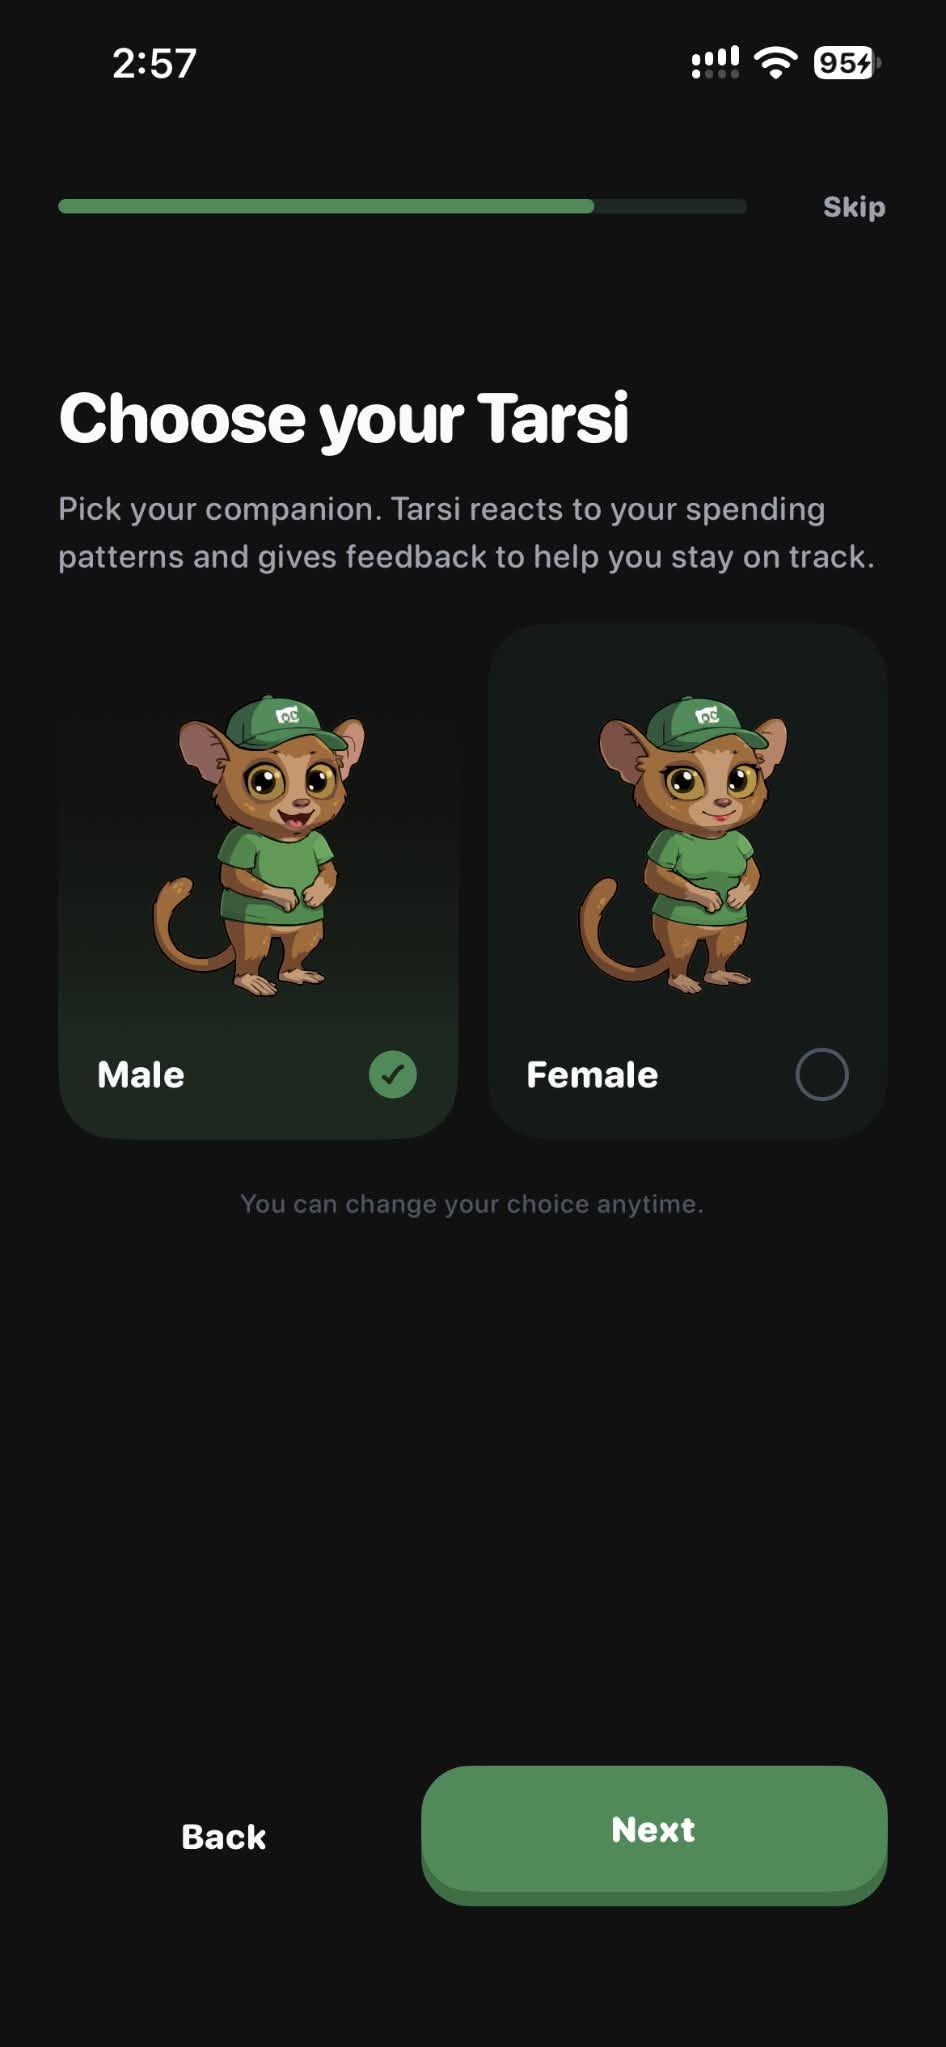 2:57
95
Skip
Choose your Tarsi
Pick your companion. Tarsi reacts to your spending
patterns and gives feedback to help you stay on track.
Male
Female
You can change your choice anytime.
Back
Next